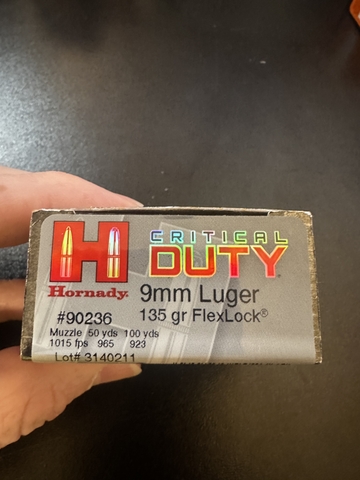 H
CRITICAL
DUTY
Hornady.
9mm Luger
135 gr FlexLock®
#90236
Muzzle 50 yds 100 yds
1015 fps 965 923
Lot# 3140211